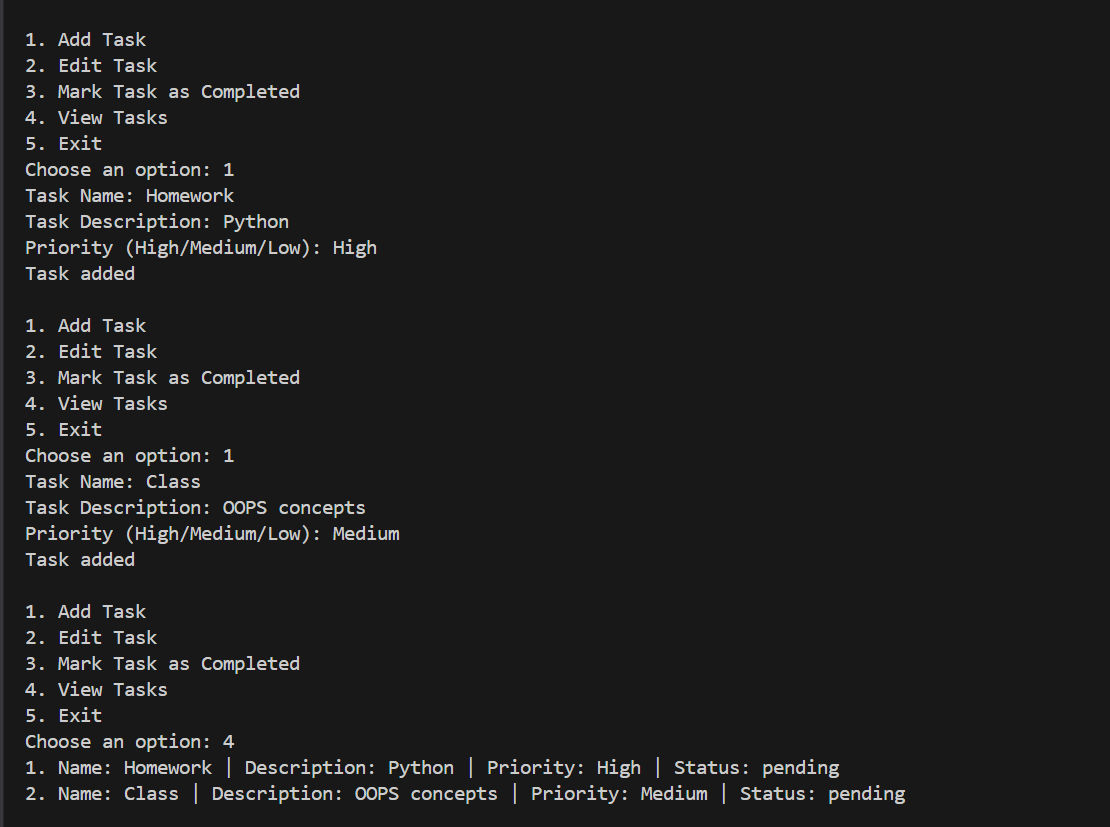 1. Add Task
2. Edit Task
3. Mark Task as Completed
4. View Tasks
5. Exit
Choose an option: 1
Task Name: Homework
Task Description: Python
Priority (High/Medium/Low): High
Task added
1. Add Task
2. Edit Task
3. Mark Task as Completed
4. View Tasks
5. Exit
Choose an option: 1
Task Name: Class
Task Description: OOPS concepts
Priority (High/Medium/Low): Medium
Task added
1. Add Task
2. Edit Task
3. Mark Task as Completed
4. View Tasks
5. Exit
Choose an option: 4
1. Name: Homework | Description: Python | Priority: High | Status: pending
2. Name: Class | Description: OOPS concepts | Priority: Medium | Status: pending